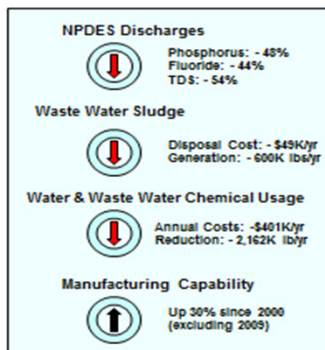 NPDES Discharges
Phosphorus: - 48%
Fluoride: - 44%
TDS: - 54%
Waste Water Sludge
Disposal Cost: - $49K/yr
Generation: - 600K lbs/yr
Water & Waste Water Chemical Usage
Annual Costs: -$401K/yr
Reduction: - 2,162K lb/yr
Manufacturing Capability
Up 30% since 2000
(excluding 2009)